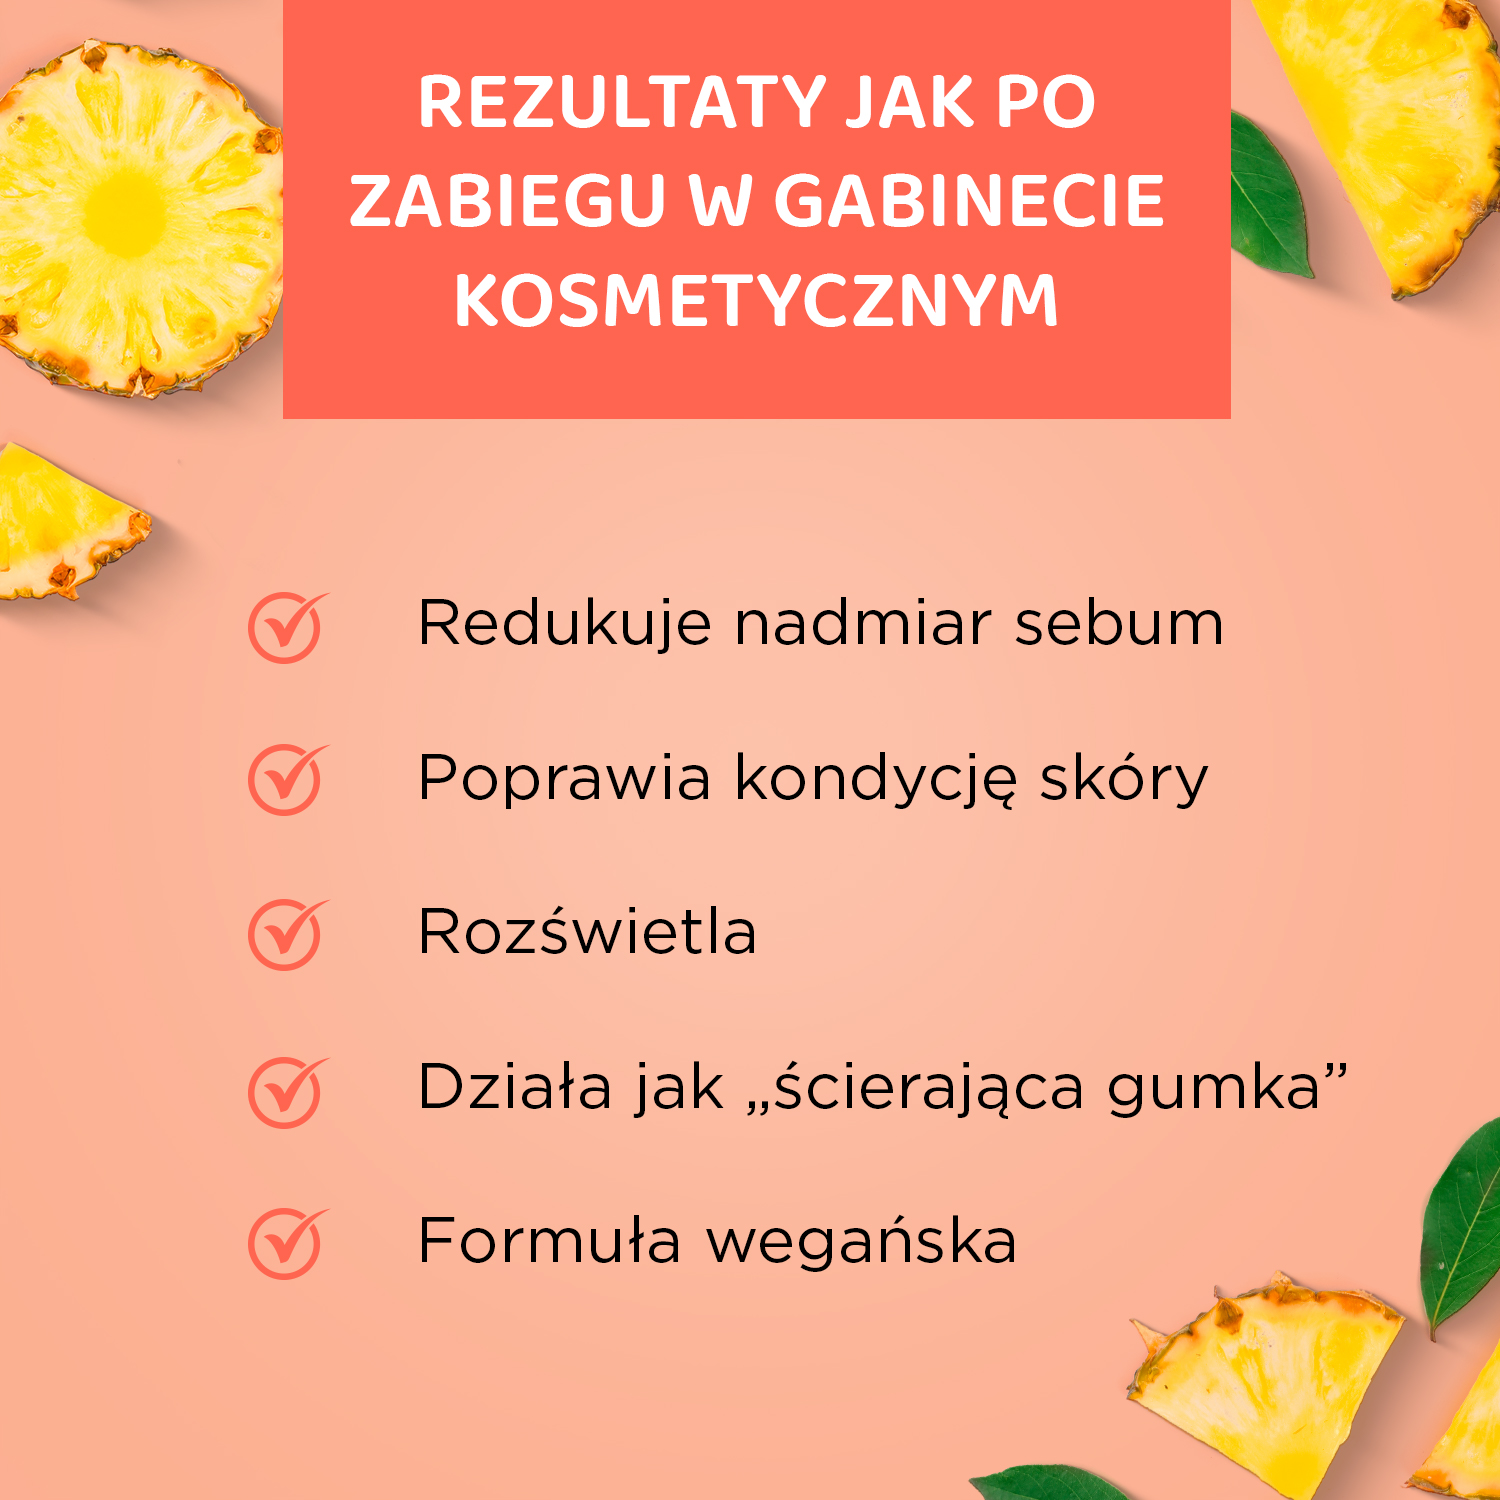 REZULTATY JAK PO
ZABIEGU W GABINECIE
KOSMETYCZNYM
Redukuje nadmiar sebum
Poprawia kondycję skóry
Rozświetla
Działa jak „ścierająca gumka”
Formuła wegańska